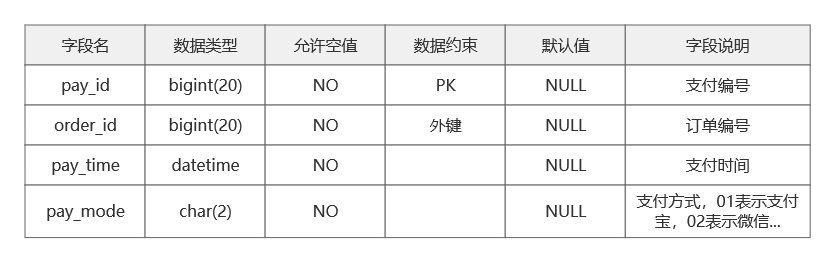 字段名 数据类型 允许空值 数据约束 默认值 字段说明
pay_id bigint(20) NO PK NULL 支付编号
order_id bigint(20) NO 外键 NULL 订单编号
pay_time datetime NO NULL 支付时间
pay_mode char(2) NO NULL 支付方式，01表示支付
宝，02表示微信...